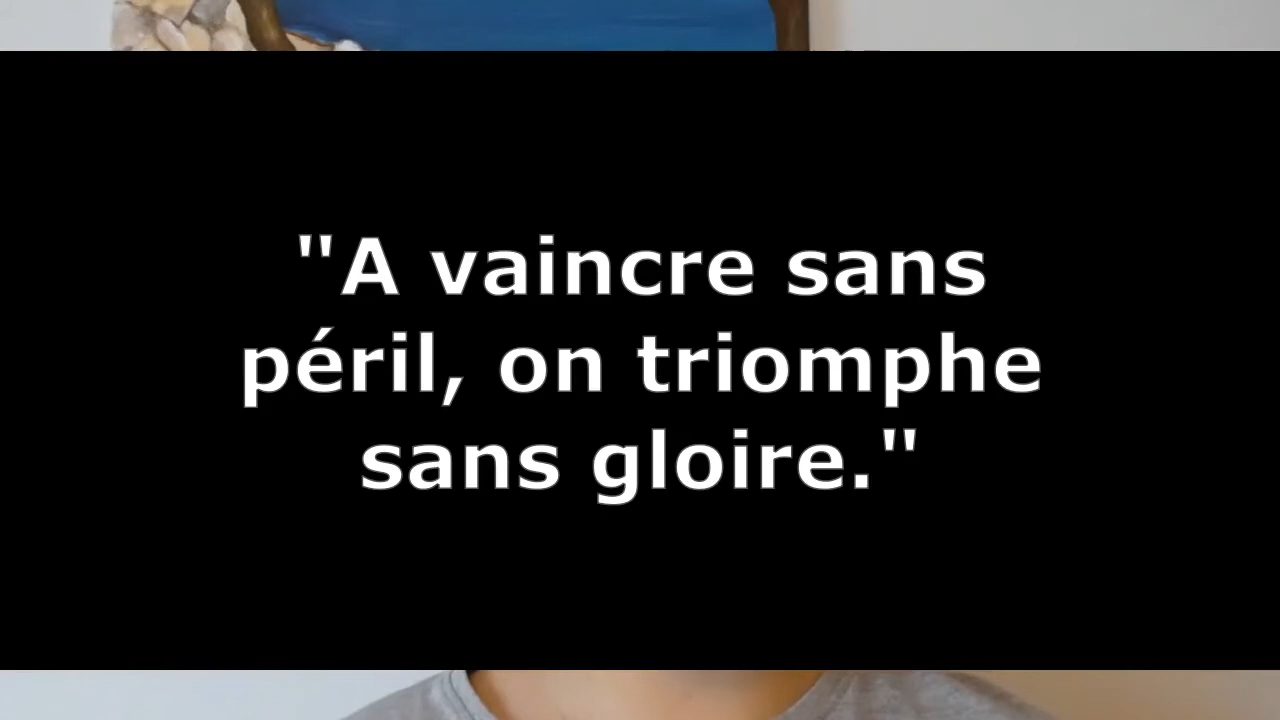 "A vaincre sans
péril, on triomphe
sans gloire."